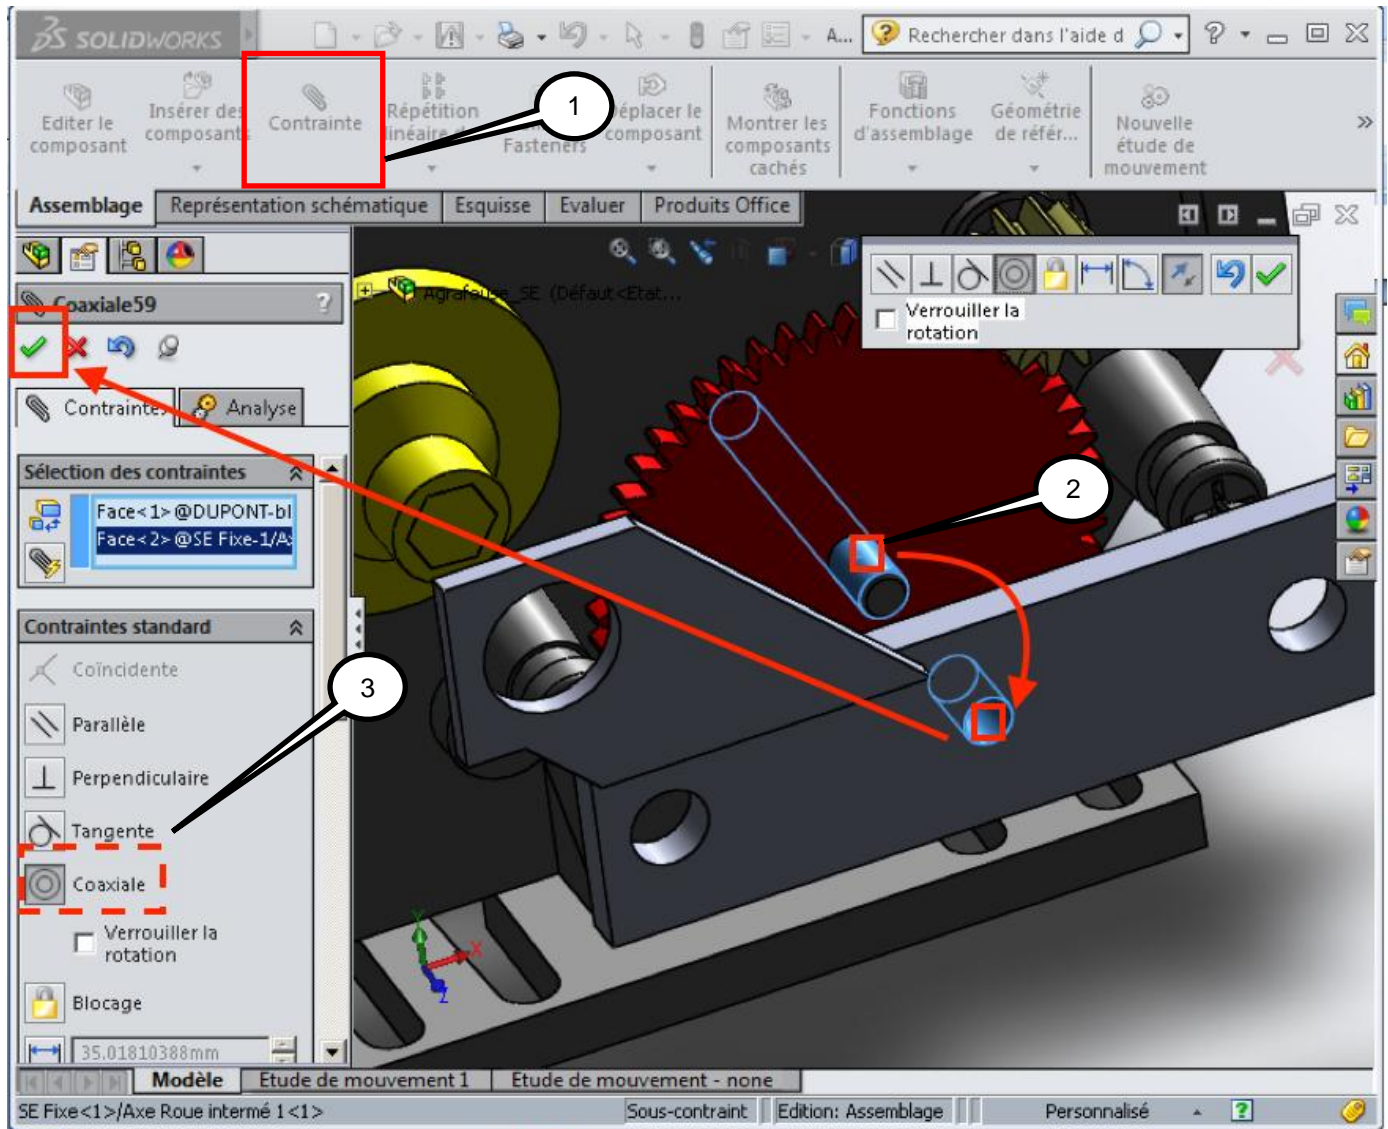 SOLIDWORKS
A...
Rechercher dans l'aide d
Editer le composant
Insérer des composants
Contrainte
Répétition
linéaire
Fasteners
Déplacer le composant
Montrer les composants cachés
Fonctions d'assemblage
Géométrie de référ...
Nouvelle étude de mouvement
»
1
Assemblage
Représentation schématique
Esquisse
Evaluer
Produits Office
Agrafeuse_SE (Défaut<Etat...
Verrouiller la
rotation
Coaxiale59
?
Contraintes
Analyse
Sélection des contraintes
Face<1>@DUPONT-bl
Face<2>@SE Fixe-1/Ax
2
Contraintes standard
3
Coïncidente
Parallèle
Perpendiculaire
Tangente
Coaxiale
Verrouiller la
rotation
Blocage
35.01810388mm
Y
X
Z
Modèle
Etude de mouvement 1
Etude de mouvement - none
SE Fixe<1>/Axe Roue intermé 1<1>
Sous-contraint
Edition: Assemblage
Personnalisé
?